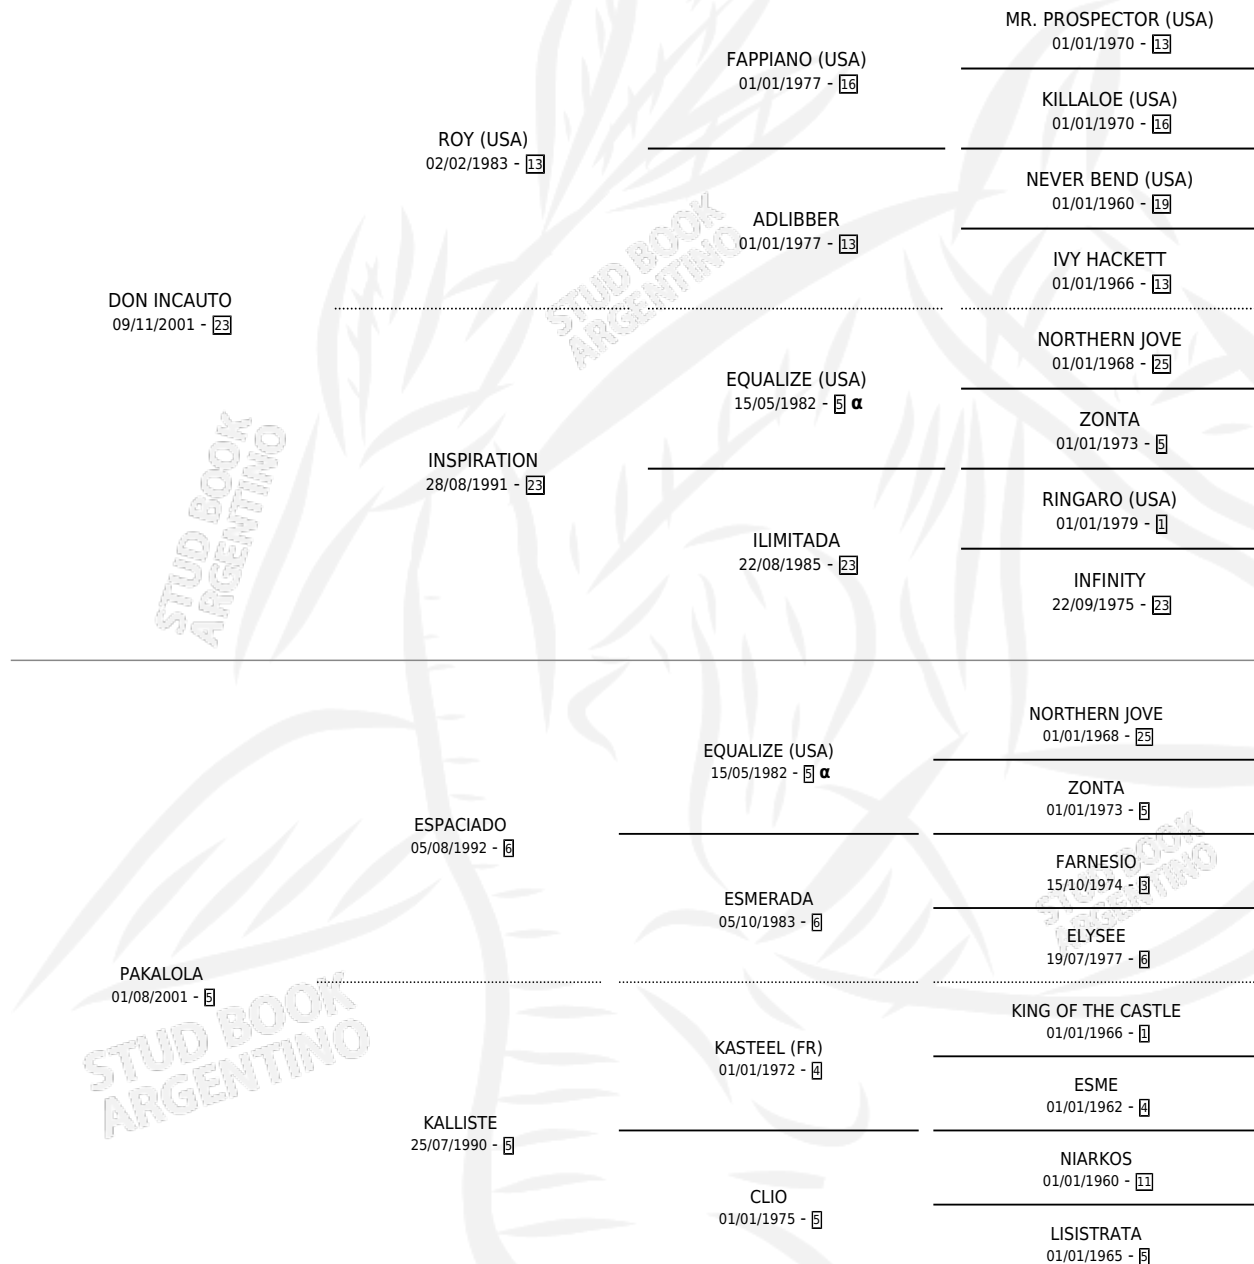 MR. PROSPECTOR (USA)
01/01/1970 - 13
FAPPIANO (USA)
01/01/1977 - 16
KILLALOE (USA)
01/01/1970 - 16
ROY (USA)
02/02/1983 - 13
NEVER BEND (USA)
01/01/1960 - 19
ADLIBBER
01/01/1977 - 13
IVY HACKETT
01/01/1966 - 13
DON INCAUTO
09/11/2001 - 23
NORTHERN JOVE
01/01/1968 - 25
EQUALIZE (USA)
15/05/1982 - 5 α
ZONTA
01/01/1973 - 5
INSPIRATION
28/08/1991 - 23
RINGARO (USA)
01/01/1979 - 1
ILIMITADA
22/08/1985 - 23
INFINITY
22/09/1975 - 23
NORTHERN JOVE
01/01/1968 - 25
EQUALIZE (USA)
15/05/1982 - 5 α
ZONTA
01/01/1973 - 5
ESPACIADO
05/08/1992 - 6
FARNESIO
15/10/1974 - 3
ESMERADA
05/10/1983 - 6
ELYSEE
19/07/1977 - 6
PAKALOLA
01/08/2001 - 5
KING OF THE CASTLE
01/01/1966 - 1
KASTEEL (FR)
01/01/1972 - 4
ESME
01/01/1962 - 4
KALLISTE
25/07/1990 - 5
NIARKOS
01/01/1960 - 11
CLIO
01/01/1975 - 5
LISISTRATA
01/01/1965 - 5
STUD BOOK
ARGENTINO
STUD BOOK
ARGENTINO
STUD BOOK
ARGENTINO
STUD BOOK
ARGENTINO